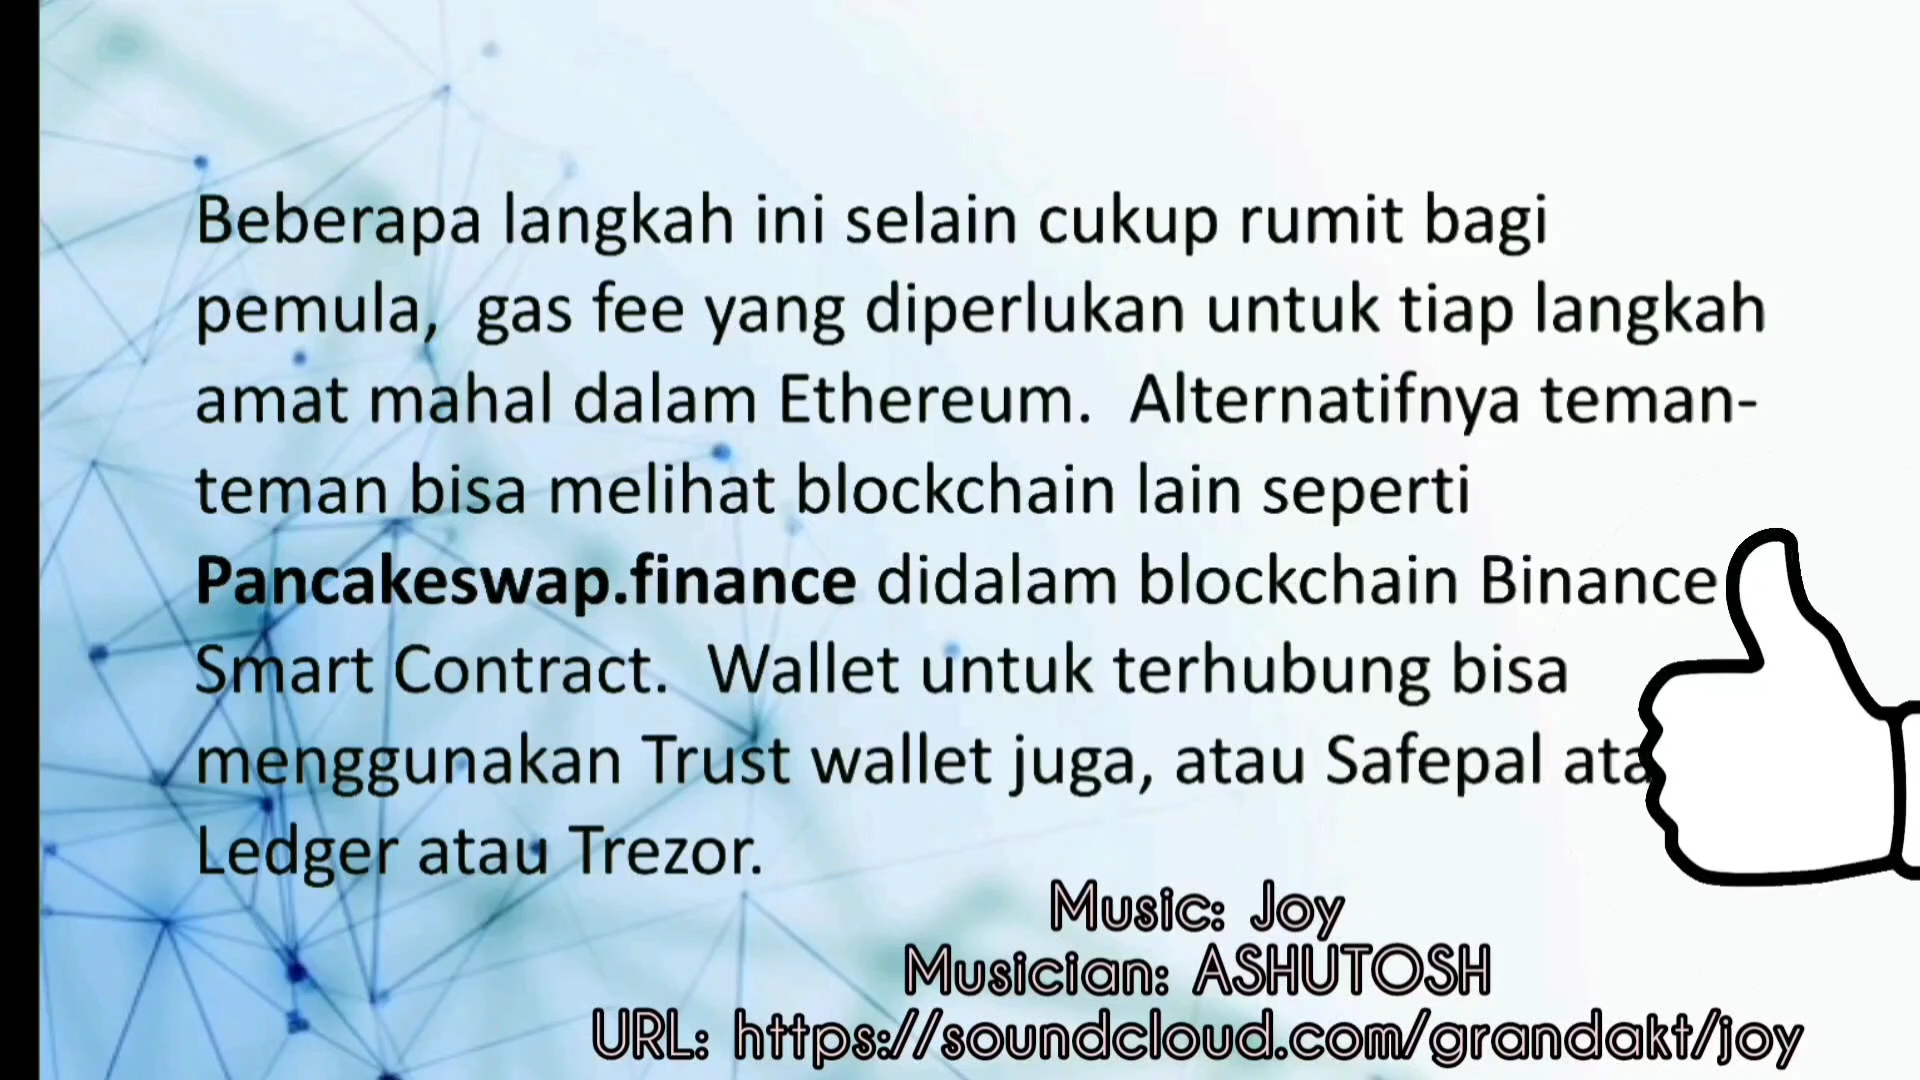 Beberapa langkah ini selain cukup rumit bagi
pemula, gas fee yang diperlukan untuk tiap langkah
amat mahal dalam Ethereum. Alternatifnya teman-
teman bisa melihat blockchain lain seperti
Pancakeswap.finance didalam blockchain Binance
Smart Contract. Wallet untuk terhubung bisa
menggunakan Trust wallet juga, atau Safepal
Ledger atau Trezor.
Music: Joy
Musician: ASHUTOSH
URL: https://soundcloud.com/grandakt/joy